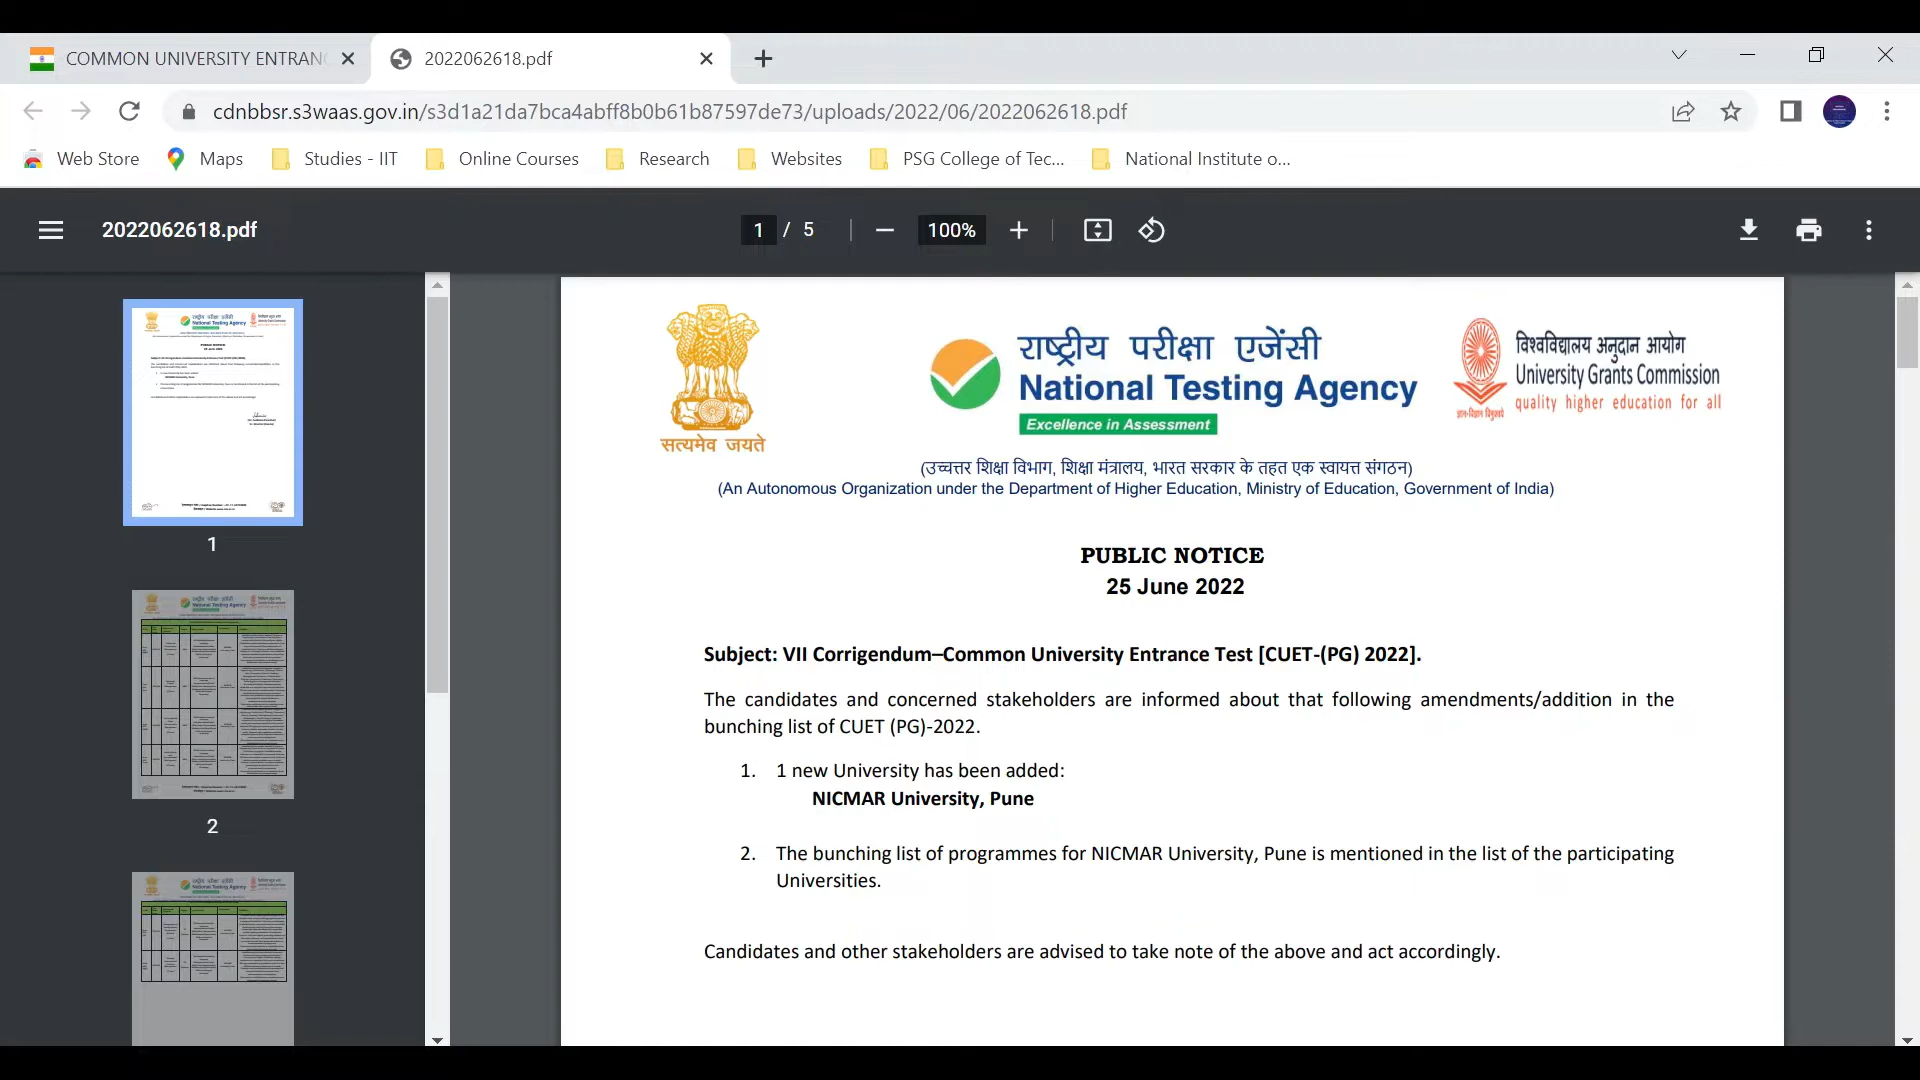 COMMON UNIVERSITY ENTRANC
2022062618.pdf
cdnbbsr.s3waas.gov.in/s3d1a21da7bca4abff8b0b61b87597de73/uploads/2022/06/2022062618.pdf
Web Store
Maps
Studies - IIT
Online Courses
Research
Websites
PSG College of Tec...
National Institute o...
2022062618.pdf
1 / 5
100%
1
2
सत्यमेव जयते
राष्ट्रीय परीक्षा एजेंसी
National Testing Agency
Excellence in Assessment
विश्वविद्यालय अनुदान आयोग
University Grants Commission
quality higher education for all
ज्ञान-विज्ञान विमुक्तये
(उच्चत्तर शिक्षा विभाग, शिक्षा मंत्रालय, भारत सरकार के तहत एक स्वायत्त संगठन)
(An Autonomous Organization under the Department of Higher Education, Ministry of Education, Government of India)
PUBLIC NOTICE
25 June 2022
Subject: VII Corrigendum–Common University Entrance Test [CUET-(PG) 2022].
The candidates and concerned stakeholders are informed about that following amendments/addition in the
bunching list of CUET (PG)-2022.
1. 1 new University has been added:
NICMAR University, Pune
2. The bunching list of programmes for NICMAR University, Pune is mentioned in the list of the participating
Universities.
Candidates and other stakeholders are advised to take note of the above and act accordingly.